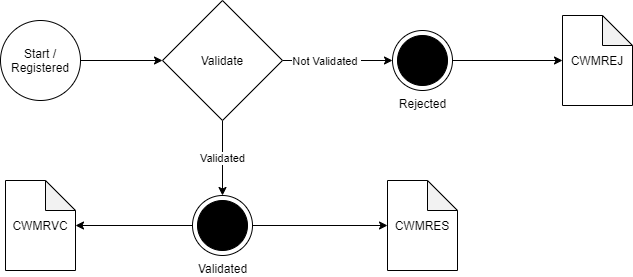 Start /
Registered
Validate
Not Validated
CWMREJ
Rejected
Validated
CWMRVC
CWMRES
Validated